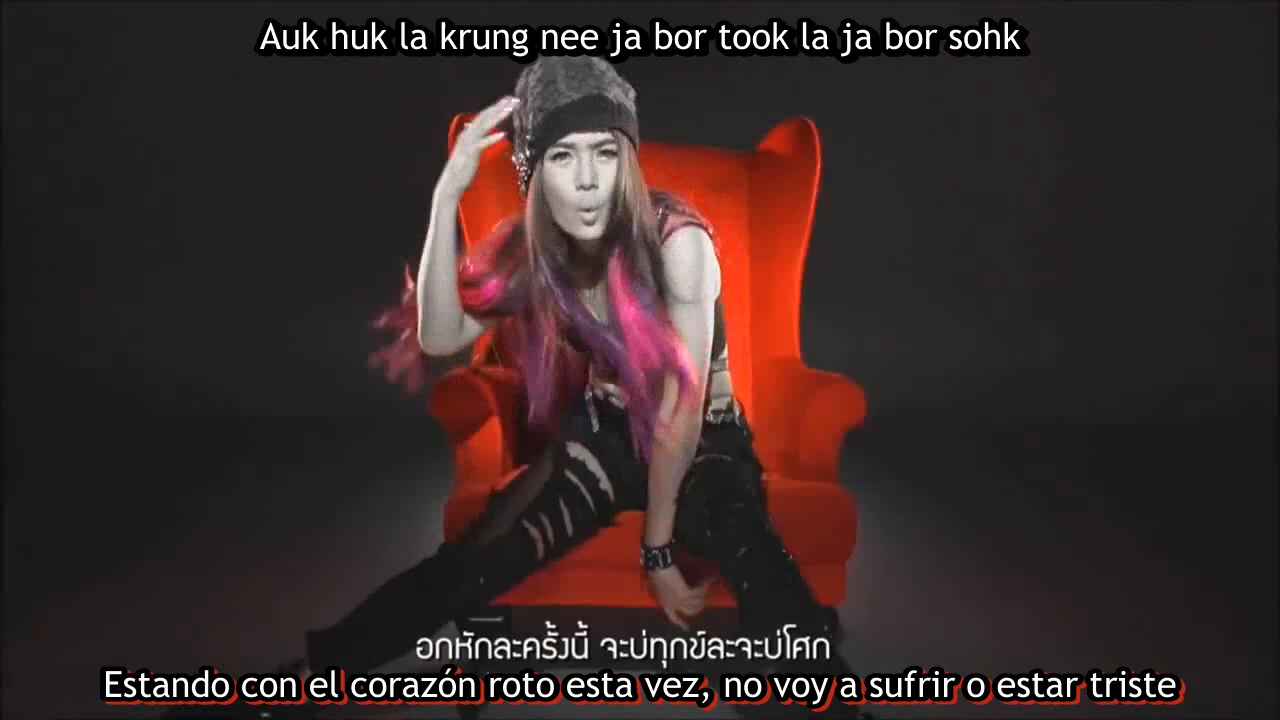 Auk huk la krung nee ja bor took la ja bor sohk
อกหักละครั้งนี้ จะบ่ทุกข์ละจะบ่โศก
Estando con el corazón roto esta vez, no voy a sufrir o estar triste